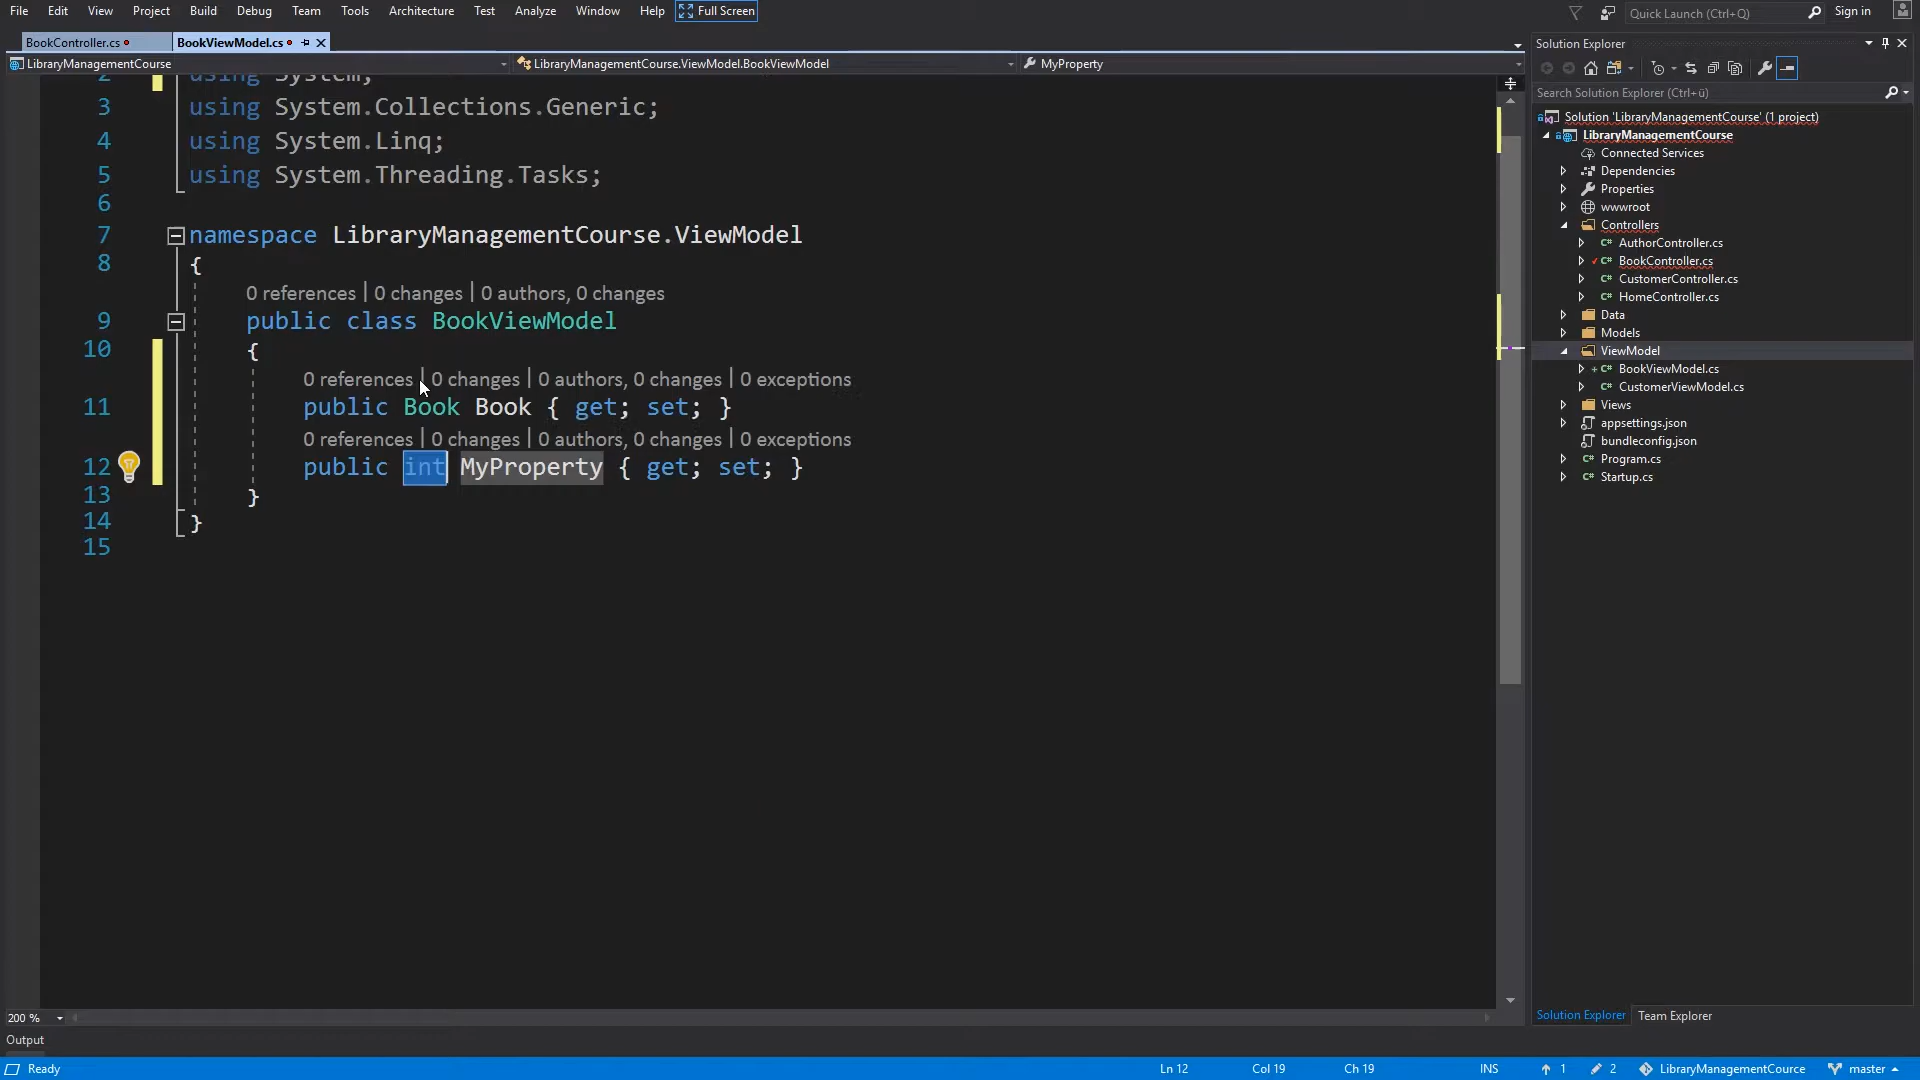 File Edit View Project Build Debug Team Tools Architecture Test Analyze Window Help Full Screen Quick Launch (Ctrl+Q) Sign in
BookController.cs BookViewModel.cs
LibraryManagementCourse LibraryManagementCourse.ViewModel.BookViewModel MyProperty
2 using System;
3 using System.Collections.Generic;
4 using System.Linq;
5 using System.Threading.Tasks;
6
7 namespace LibraryManagementCourse.ViewModel
8 {
0 references | 0 changes | 0 authors, 0 changes
9 public class BookViewModel
10 {
0 references | 0 changes | 0 authors, 0 changes | 0 exceptions
11 public Book Book { get; set; }
0 references | 0 changes | 0 authors, 0 changes | 0 exceptions
12 public int MyProperty { get; set; }
13 }
14 }
15
200 %
Output
Solution Explorer
Search Solution Explorer (Ctrl+ü)
Solution 'LibraryManagementCourse' (1 project)
LibraryManagementCourse
Connected Services
Dependencies
Properties
wwwroot
Controllers
C# AuthorController.cs
C# BookController.cs
C# CustomerController.cs
C# HomeController.cs
Data
Models
ViewModel
C# BookViewModel.cs
C# CustomerViewModel.cs
Views
appsettings.json
bundleconfig.json
C# Program.cs
C# Startup.cs
Solution Explorer Team Explorer
Ready Ln 12 Col 19 Ch 19 INS 1 2 LibraryManagementCource master